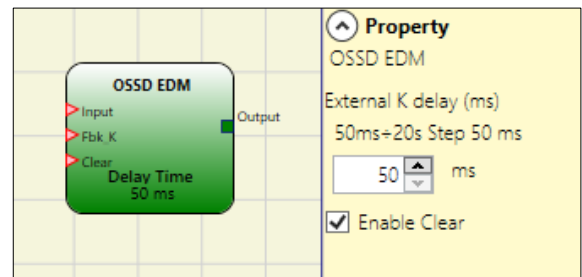 OSSD EDM
Input
Output
Fbk_K
Clear
Delay Time
50 ms
Property
OSSD EDM
External K delay (ms)
50ms÷20s Step 50 ms
50 ms
Enable Clear